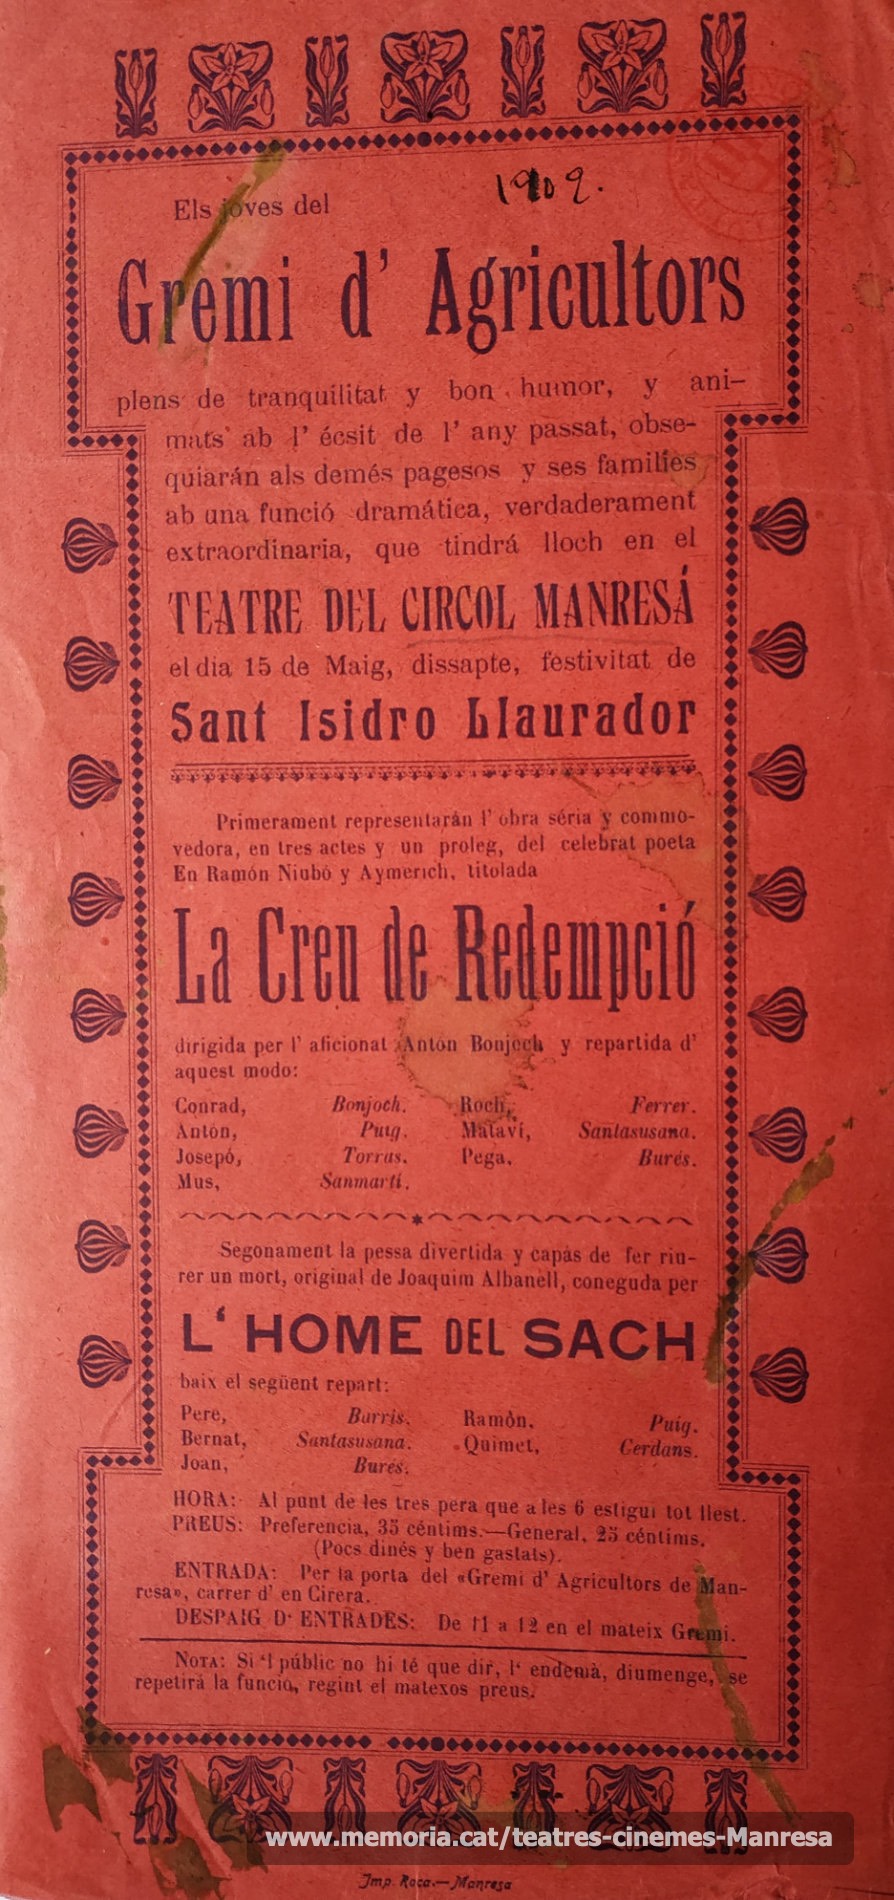 1909.
Els joves del
Gremi d' Agricultors
plens de tranquilitat y bon humor, y ani-
mats ab l' écsit de l' any passat, obse-
quiarán als demés pagesos y ses families
ab una funció dramática, verdaderament
extraordinaria, que tindrá lloch en el
TEATRE DEL CIRCOL MANRESÁ
el dia 15 de Maig, dissapte, festivitat de
Sant Isidro Llaurador
Primerament representarán l' obra séria y commo-
vedora, en tres actes y un proleg, del celebrat poeta
En Ramón Niubó y Aymerich, titolada
La Creu de Redempció
dirigida per l' aficionat Antón Bonjoch y repartida d'
aquest modo:
Conrad, Bonjoch. Roch, Ferrer.
Antón, Puig. Mataví, Santasusana.
Josepó, Torras. Pega, Burés.
Mus, Sanmartí.
Segonament la pessa divertida y capás de fer riu-
rer un mort, original de Joaquim Albanell, coneguda per
L' HOME DEL SACH
baix el següent repart:
Pere, Barris. Ramòn, Puig.
Bernat, Santasusana. Quimet, Cerdans.
Joan, Burés.
HORA: Al punt de les tres pera que a les 6 estigui tot llest.
PREUS: Preferencia, 35 céntims.—General, 25 céntims.
(Pocs dinés y ben gastats).
ENTRADA: Per la porta del «Gremi d' Agricultors de Man-
resa», carrer d' en Cirera.
DESPAIG D' ENTRADES: De 11 a 12 en el mateix Gremi.
NOTA: Si 'l públic no hi té que dir, l' endemà, diumenge, se
repetirá la funció, regint el matexos preus.
www.memoria.cat/teatres-cinemes-Manresa
Imp. Roca.—Manresa